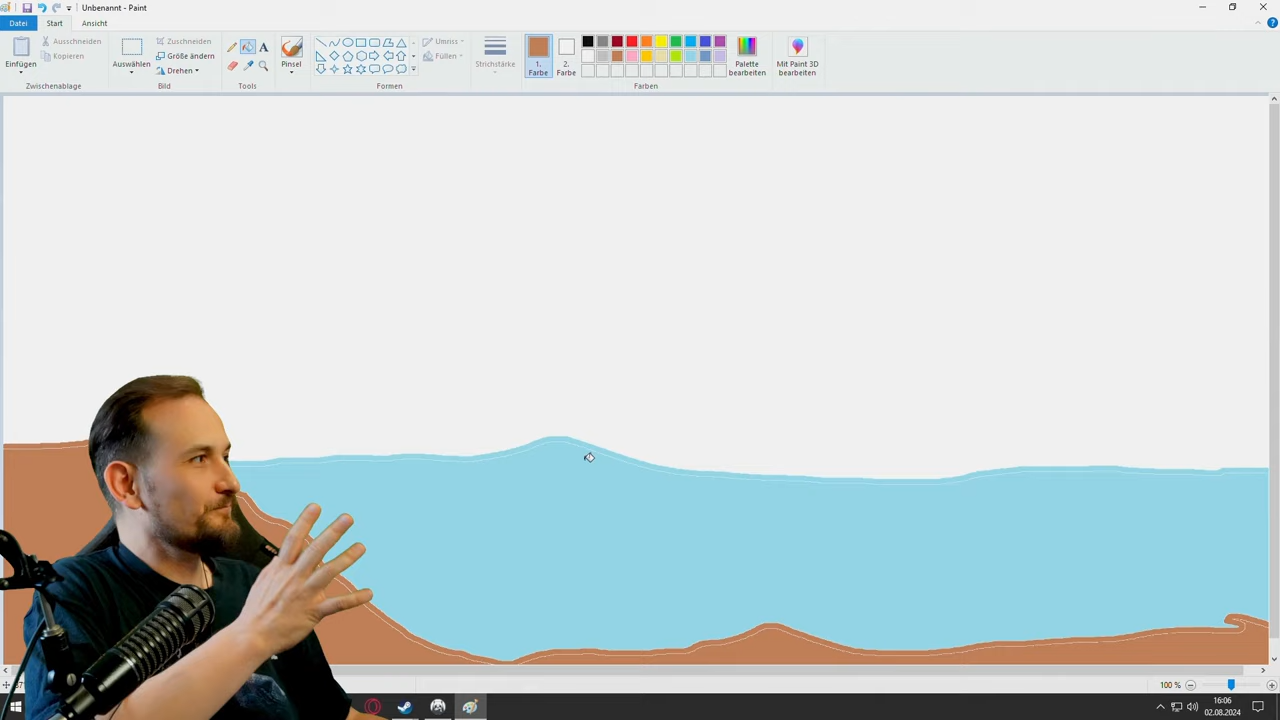 Unbenannt - Paint
Datei Start Ansicht
Einfügen
Ausschneiden
Kopieren
Zwischenablage
Auswählen
Zuschneiden
Größe ändern
Drehen
Bild
A
Tools
Pinsel
Umriss
Füllen
Formen
Strichstärke
1.
Farbe
2.
Farbe
Palette
bearbeiten
Farben
Mit Paint 3D
bearbeiten
100 %
16:06
02.08.2024